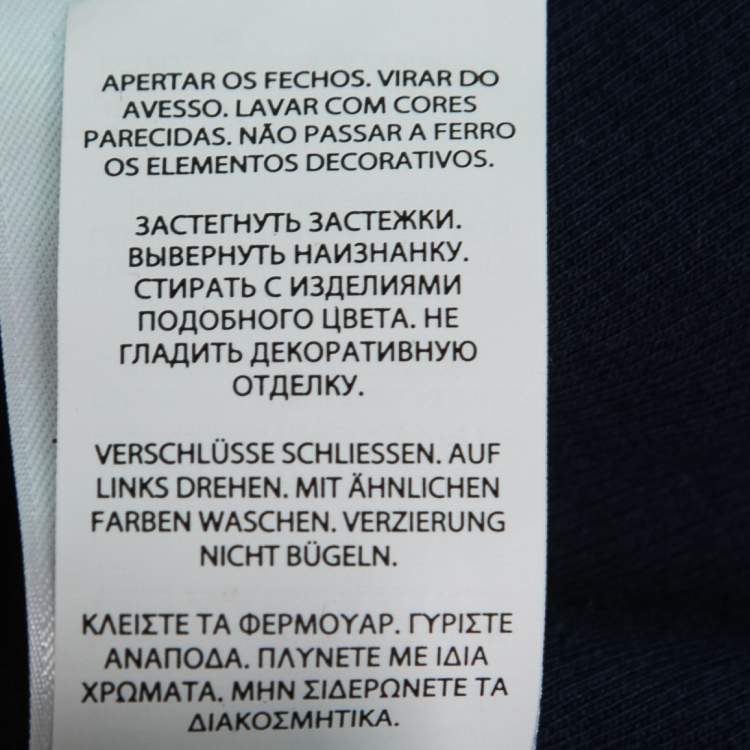 APERTAR OS FECHOS. VIRAR DO
AVESSO. LAVAR COM CORES
PARECIDAS. NÃO PASSAR A FERRO
OS ELEMENTOS DECORATIVOS.
ЗАСТЕГНУТЬ ЗАСТЕЖКИ.
ВЫВЕРНУТЬ НАИЗНАНКУ.
СТИРАТЬ С ИЗДЕЛИЯМИ
ПОДОБНОГО ЦВЕТА. НЕ
ГЛАДИТЬ ДЕКОРАТИВНУЮ
ОТДЕЛКУ.
VERSCHLÜSSE SCHLIESSEN. AUF
LINKS DREHEN. MIT ÄHNLICHEN
FARBEN WASCHEN. VERZIERUNG
NICHT BÜGELN.
ΚΛΕΙΣΤΕ ΤΑ ΦΕΡΜΟΥΑΡ. ΓΥΡΙΣΤΕ
ΑΝΑΠΟΔΑ. ΠΛΥΝΕΤΕ ΜΕ ΙΔΙΑ
ΧΡΩΜΑΤΑ. ΜΗΝ ΣΙΔΕΡΩΝΕΤΕ ΤΑ
ΔΙΑΚΟΣΜΗΤΙΚΑ.